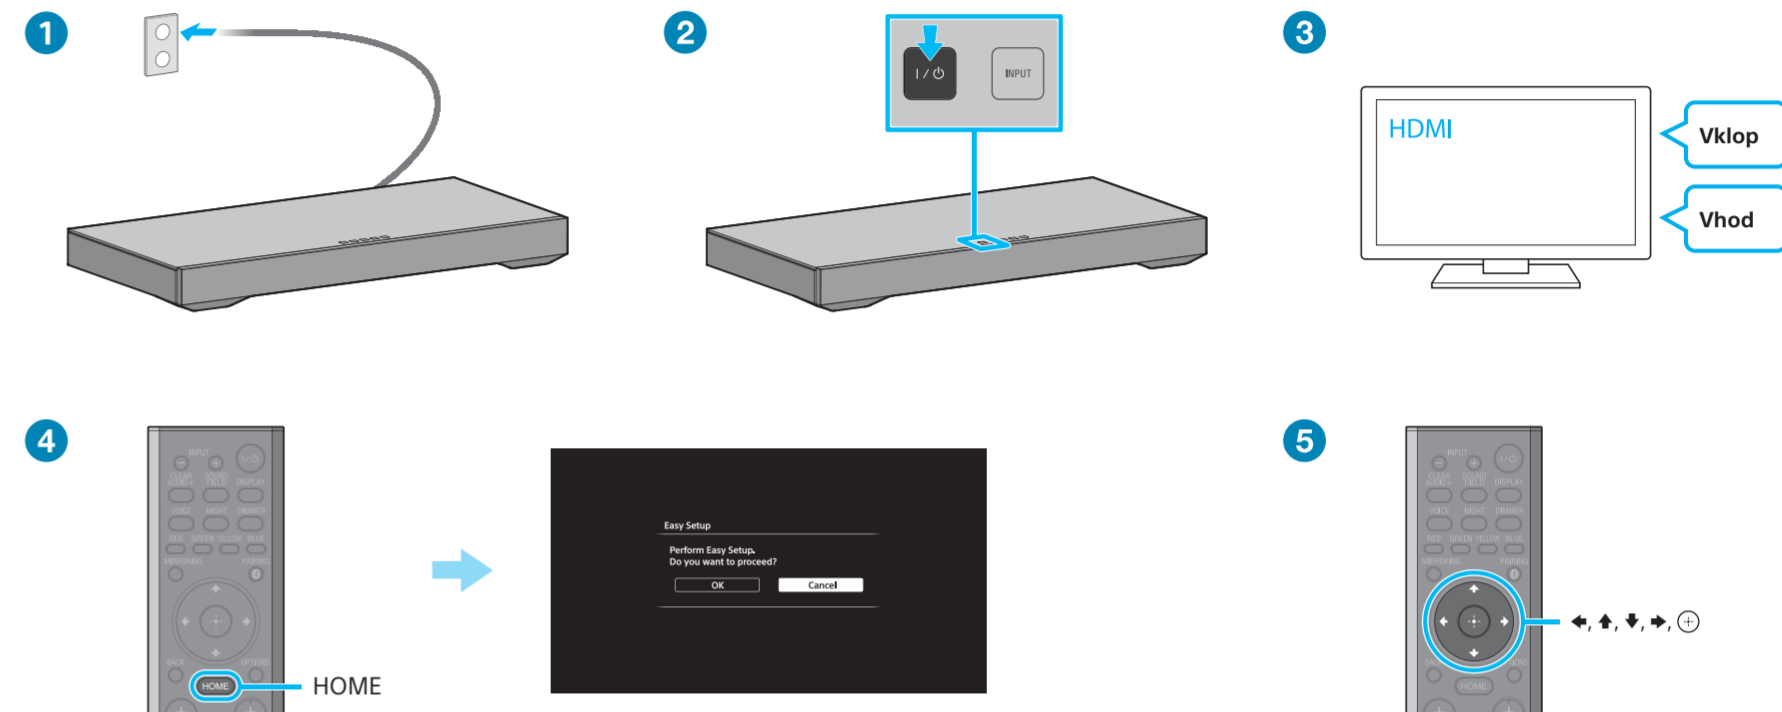 1
2
I / ⏻
INPUT
3
HDMI
Vklop
Vhod
4
INPUT
I/⏻
CLEAR AUDIO+
SOUND FIELD
DISPLAY
VOICE
NIGHT
DIMMER
RED
GREEN
YELLOW
BLUE
MIRRORING
PAIRING
BACK
OPTIONS
HOME
HOME
Easy Setup
Perform Easy Setup.
Do you want to proceed?
OK
Cancel
5
INPUT
I/⏻
CLEAR AUDIO+
SOUND FIELD
DISPLAY
VOICE
NIGHT
DIMMER
RED
GREEN
YELLOW
BLUE
MIRRORING
PAIRING
HOME
←, ↑, ↓, →, ⊕